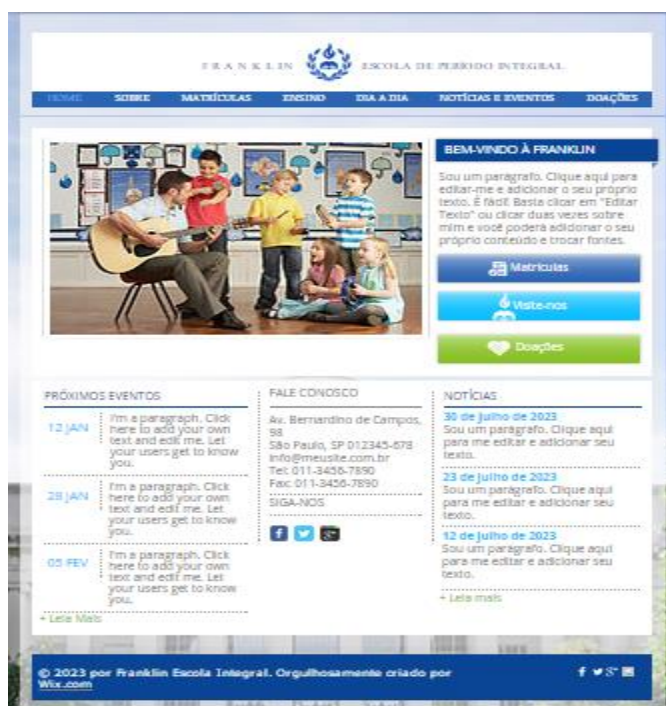 FRANKLIN ESCOLA DE PERÍODO INTEGRAL
HOME SOBRE MATRÍCULAS ENSINO DIA A DIA NOTÍCIAS E EVENTOS DOAÇÕES
BEM-VINDO À FRANKLIN
Sou um parágrafo. Clique aqui para
editar-me e adicionar o seu próprio
texto. É fácil! Basta clicar em "Editar
Texto" ou clicar duas vezes sobre
mim e você poderá adicionar o seu
próprio conteúdo e trocar fontes.
Matrículas
Visite-nos
Doações
PRÓXIMOS EVENTOS
12 JAN
I'm a paragraph. Click
here to add your own
text and edit me. Let
your users get to know
you.
28 JAN
I'm a paragraph. Click
here to add your own
text and edit me. Let
your users get to know
you.
05 FEV
I'm a paragraph. Click
here to add your own
text and edit me. Let
your users get to know
you.
+ Leia Mais
FALE CONOSCO
Av. Bernardino de Campos,
98
São Paulo, SP 012345-678
info@meusite.com.br
Tel: 011-3456-7890
Fax: 011-3456-7890
SIGA-NOS
NOTÍCIAS
30 de julho de 2023
Sou um parágrafo. Clique aqui
para me editar e adicionar seu
texto.
23 de julho de 2023
Sou um parágrafo. Clique aqui
para me editar e adicionar seu
texto.
12 de julho de 2023
Sou um parágrafo. Clique aqui
para me editar e adicionar seu
texto.
+ Leia mais
© 2023 por Franklin Escola Integral. Orgulhosamente criado por
Wix.com